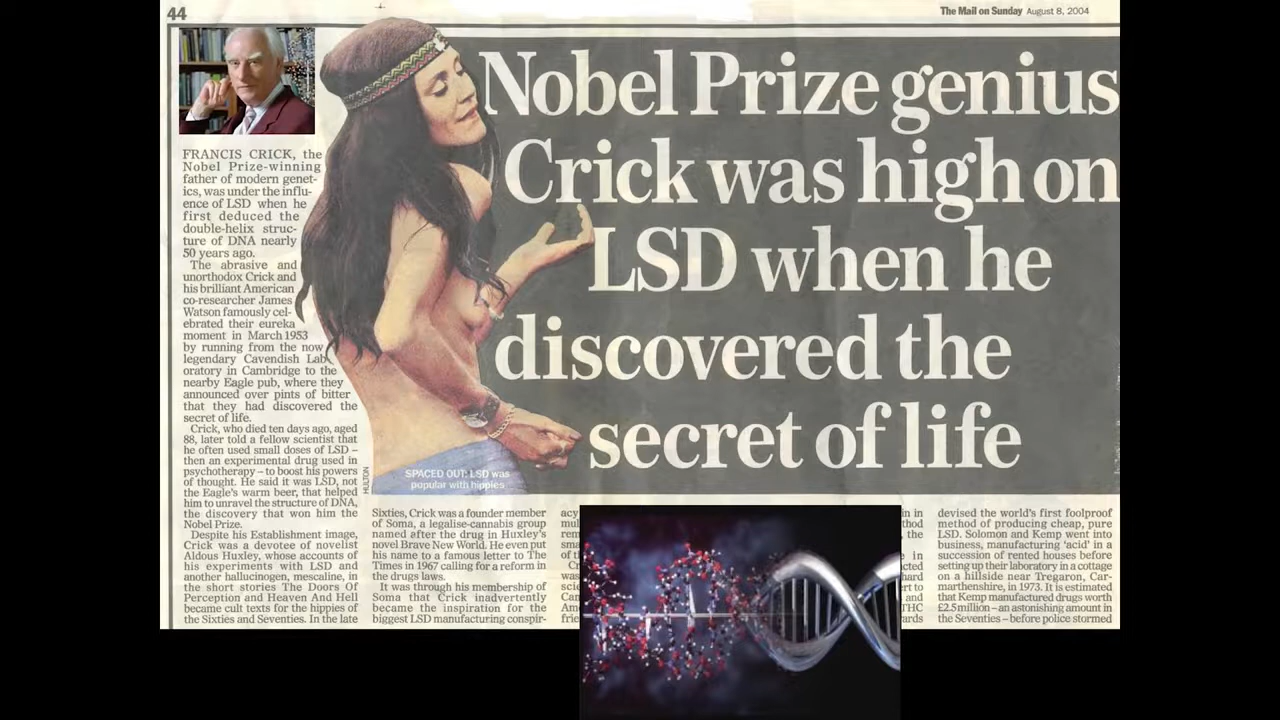 44
The Mail on Sunday August 8, 2004
Nobel Prize genius
Crick was high on
LSD when he
discovered the
secret of life
FRANCIS CRICK, the
Nobel Prize-winning
father of modern genet-
ics, was under the influ-
ence of LSD when he
first deduced the
double-helix struc-
ture of DNA nearly
50 years ago.
The abrasive and
unorthodox Crick and
his brilliant American
co-researcher James
Watson famously cel-
ebrated their eureka
moment in March 1953
by running from the now
legendary Cavendish Lab-
oratory in Cambridge to the
nearby Eagle pub, where they
announced over pints of bitter
that they had discovered the
secret of life.
Crick, who died ten days ago, aged
88, later told a fellow scientist that
he often used small doses of LSD –
then an experimental drug used in
psychotherapy – to boost his powers
of thought. He said it was LSD, not
the Eagle's warm beer, that helped
him to unravel the structure of DNA,
the discovery that won him the
Nobel Prize.
Despite his Establishment image,
Crick was a devotee of novelist
Aldous Huxley, whose accounts of
his experiments with LSD and
another hallucinogen, mescaline, in
the short stories The Doors Of
Perception and Heaven And Hell
became cult texts for the hippies of
the Sixties and Seventies. In the late
HULTON
SPACED OUT: LSD was
popular with hippies
Sixties, Crick was a founder member
of Soma, a legalise-cannabis group
named after the drug in Huxley's
novel Brave New World. He even put
his name to a famous letter to The
Times in 1967 calling for a reform in
the drugs laws.
It was through his membership of
Soma that Crick inadvertently
became the inspiration for the
biggest LSD manufacturing conspir-
acy
devised the world's first foolproof
method of producing cheap, pure
LSD. Solomon and Kemp went into
business, manufacturing 'acid' in a
succession of rented houses before
setting up their laboratory in a cottage
on a hillside near Tregaron, Car-
marthenshire, in 1973. It is estimated
that Kemp manufactured drugs worth
£2.5 million – an astonishing amount in
the Seventies – before police stormed